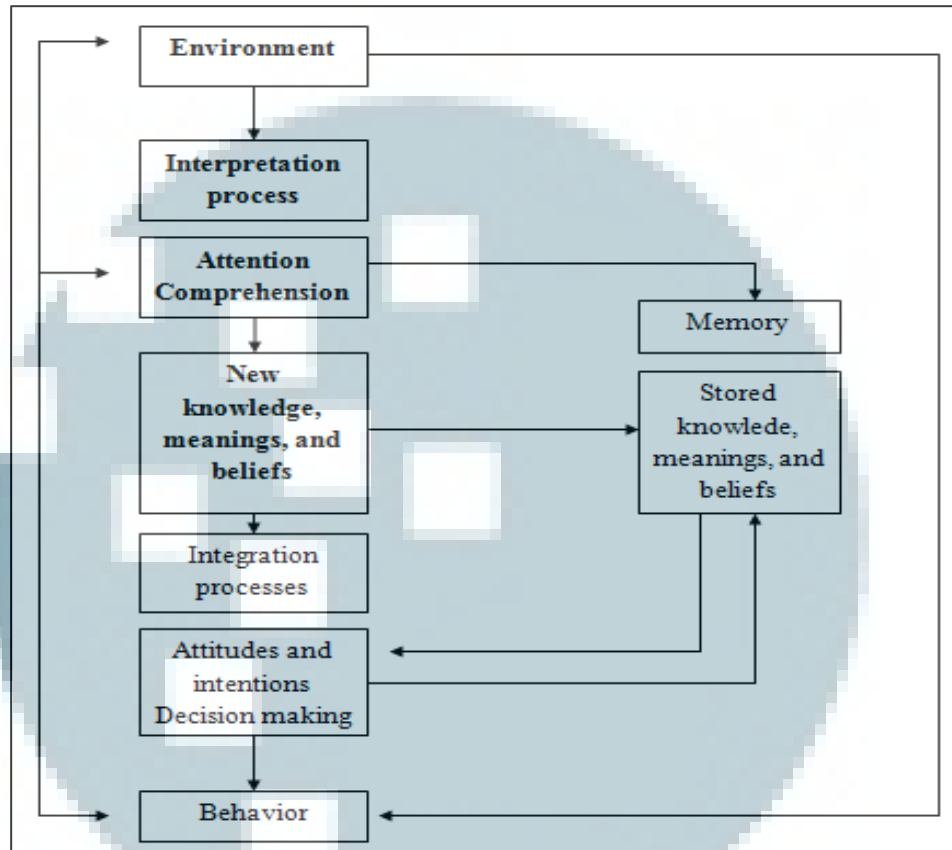 Environment
Interpretation
process
Attention
Comprehension
New
knowledge,
meanings, and
beliefs
Memory
Stored
knowlede,
meanings, and
beliefs
Integration
processes
Attitudes and
intentions
Decision making
Behavior